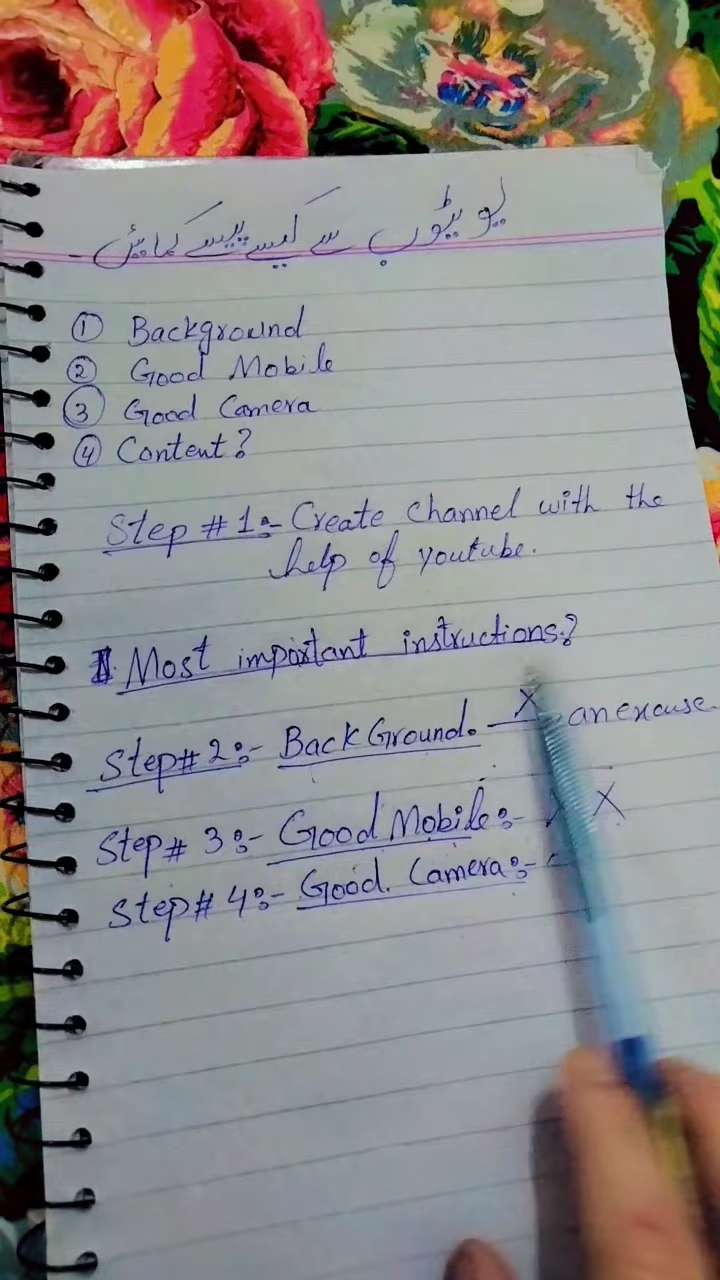 یوٹیوب سے کیسے پیسے کمائیں۔
① Background
② Good Mobile
③ Good Camera
④ Content?
Step # 1:- Create channel with the
help of youtube.
Most important instructions:?
Step# 2:- BackGround. X an excuse.
Step# 3:- Good Mobile:- X
Step# 4:- Good. Camera:-